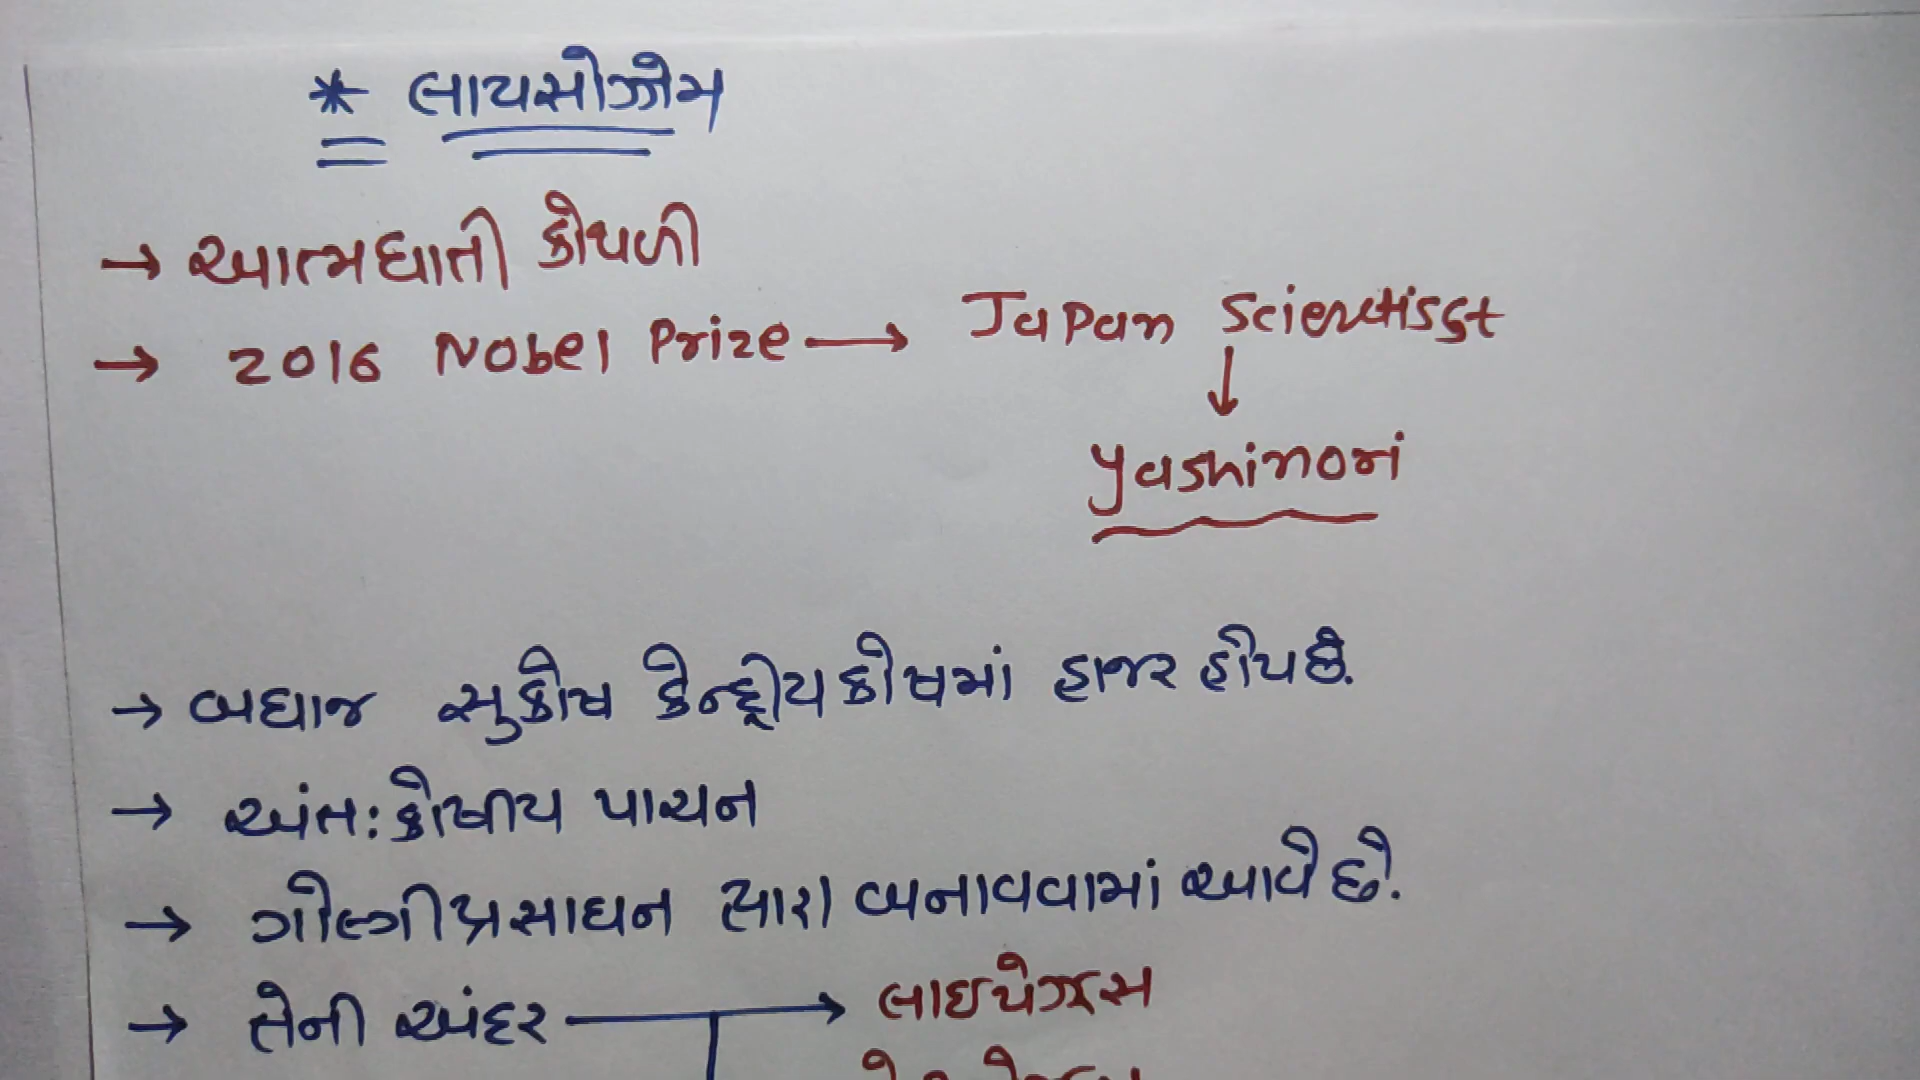 * લાયસોઝોમ
→ આત્મઘાતી કોથળી
→ 2016 Nobel Prize → Japan Scientisst
↓
Yashinori
→ બધાજ સુકોષ કેન્દ્રીય કોષમાં હાજર હોય છે.
→ અંત:કોષીય પાચન
→ ગોલ્ગીપ્રસાધન દ્વારા બનાવવામાં આવે છે.
→ તેની અંદર → લાઇપેઝસ